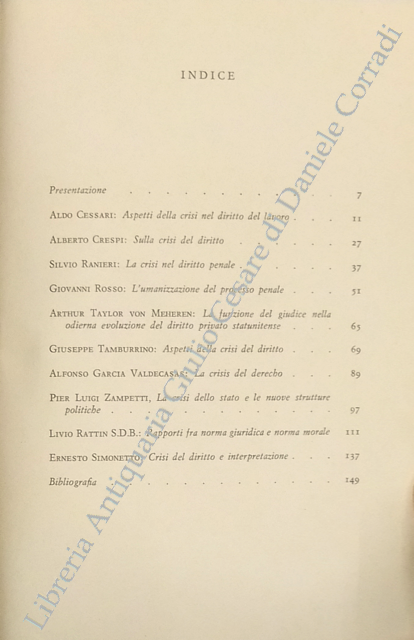 INDICE
Presentazione . . . . . . . . . . 7
ALDO CESSARI: Aspetti della crisi nel diritto del lavoro . . . 11
ALBERTO CRESPI: Sulla crisi del diritto . . . . . . 27
SILVIO RANIERI: La crisi nel diritto penale . . . . . . 37
GIOVANNI ROSSO: L'umanizzazione del processo penale . . . . 51
ARTHUR TAYLOR VON MEHEREN: La funzione del giudice nella
odierna evoluzione del diritto privato statunitense . . . 65
GIUSEPPE TAMBURRINO: Aspetti della crisi del diritto . . . 69
ALFONSO GARCIA VALDECASAS: La crisis del derecho . . . 89
PIER LUIGI ZAMPETTI, La crisi dello stato e le nuove strutture
politiche . . . . . . . . . . . . 97
LIVIO RATTIN S.D.B.: Rapporti fra norma giuridica e norma morale 111
ERNESTO SIMONETTO: Crisi del diritto e interpretazione . . . 137
Bibliografia . . . . . . . . . . . . 149
Libreria Antiquaria Giulio Cesare di Daniele Corradi